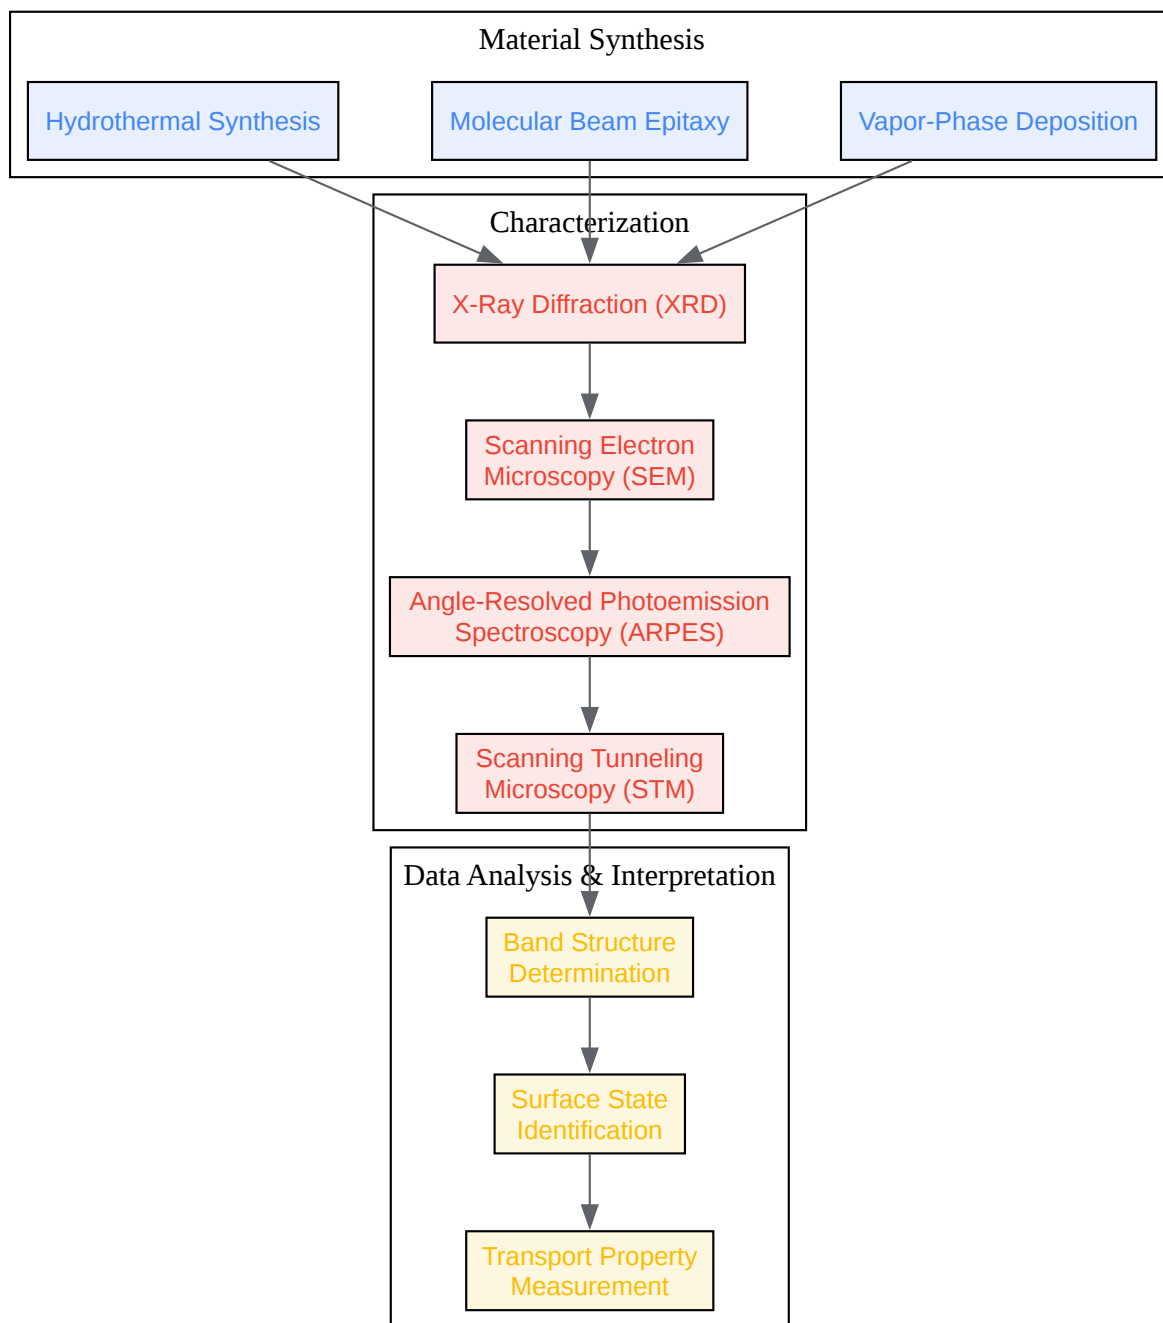 Material Synthesis
Hydrothermal Synthesis
Molecular Beam Epitaxy
Vapor-Phase Deposition
Characterization
X-Ray Diffraction (XRD)
Scanning Electron
Microscopy (SEM)
Angle-Resolved Photoemission
Spectroscopy (ARPES)
Scanning Tunneling
Microscopy (STM)
Data Analysis & Interpretation
Band Structure
Determination
Surface State
Identification
Transport Property
Measurement